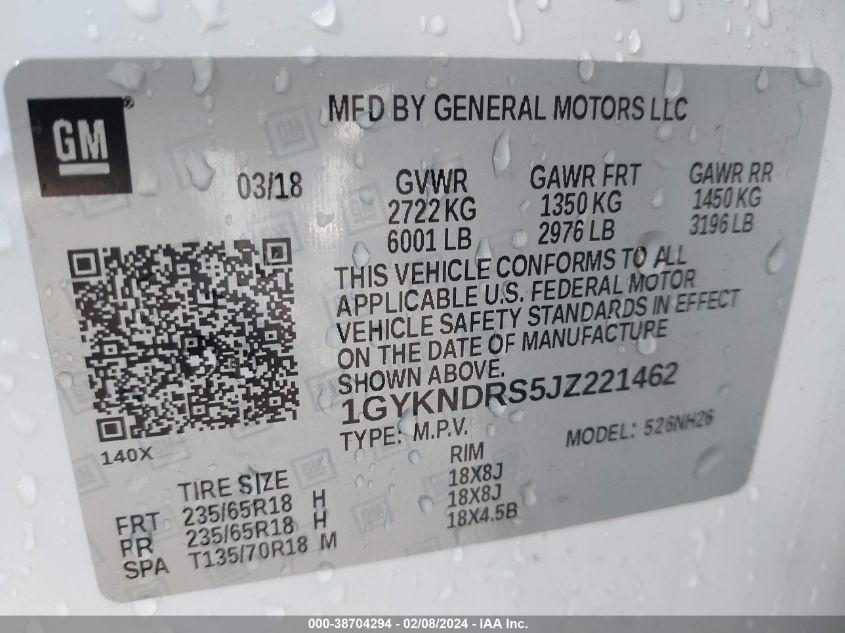 GM
MFD BY GENERAL MOTORS LLC
03/18
GVWR
2722 KG
6001 LB
GAWR FRT
1350 KG
2976 LB
GAWR RR
1450 KG
3196 LB
THIS VEHICLE CONFORMS TO ALL
APPLICABLE U.S. FEDERAL MOTOR
VEHICLE SAFETY STANDARDS IN EFFECT
ON THE DATE OF MANUFACTURE
SHOWN ABOVE.
1GYKNDRS5JZ221462
TYPE: M.P.V.
MODEL: 526NH26
140X
TIRE SIZE RIM
FRT 235/65R18 H 18X8J
RR 235/65R18 H 18X8J
SPA T135/70R18 M 18X4.5B
000-38704294 - 02/08/2024 - IAA Inc.